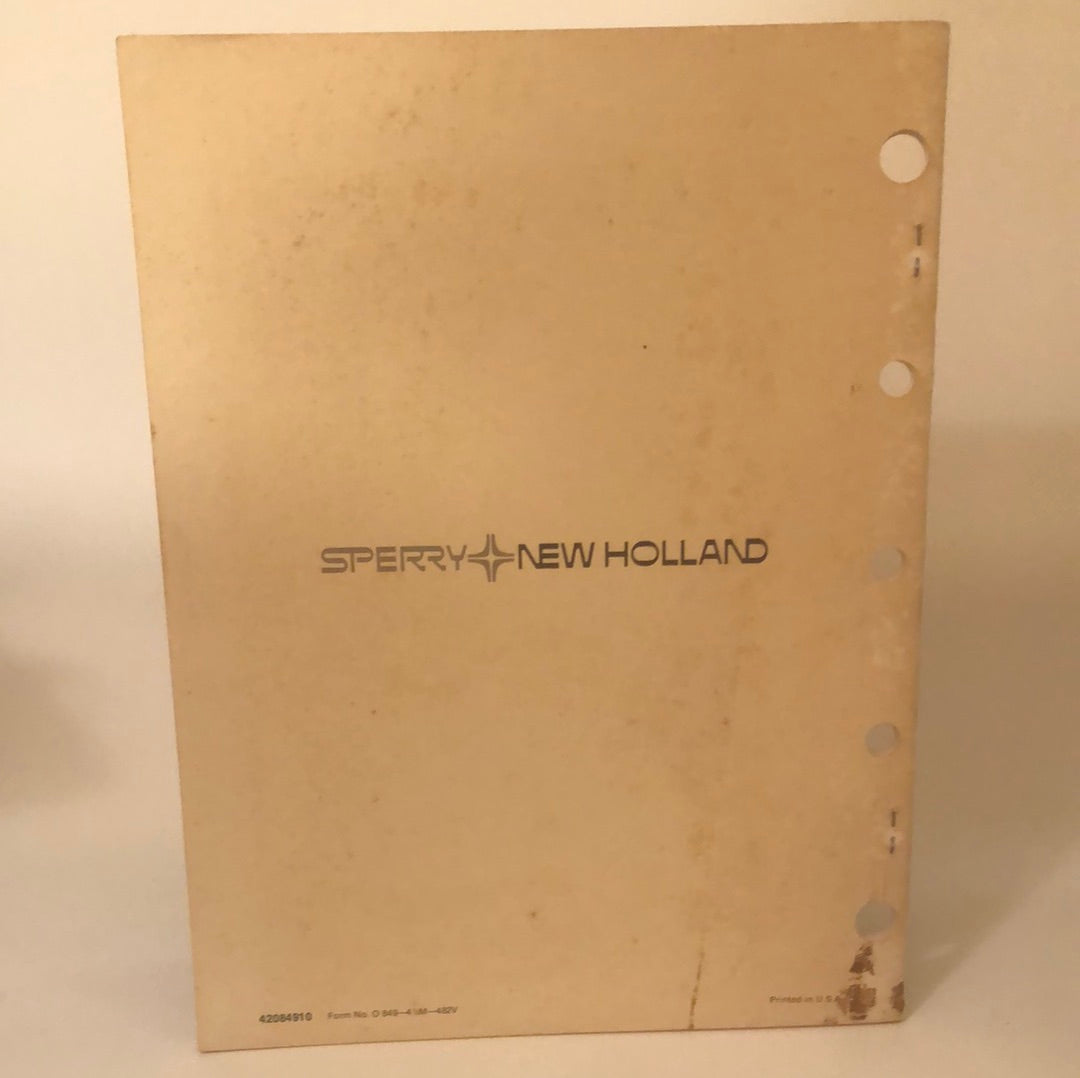 SPERRY NEW HOLLAND
42084910 Form No. O 849—4 M—482V
Printed in U S A